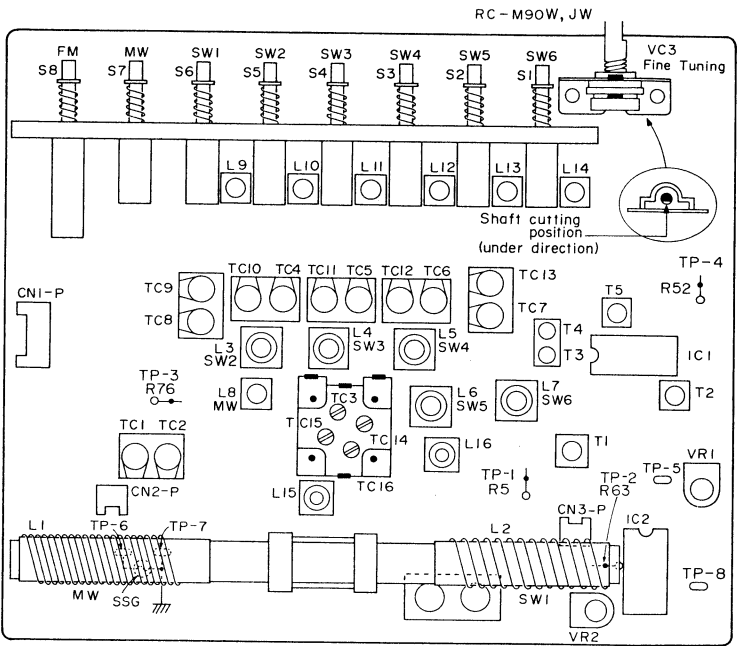 RC-M90W, JW
FM MW SW1 SW2 SW3 SW4 SW5 SW6 VC3
S8 S7 S6 S5 S4 S3 S2 S1 Fine Tuning
L9 L10 L11 L12 L13 L14
Shaft cutting
position
(under direction)
TP-4
R52
CN1-P
TC9 TC10 TC4 TC11 TC5 TC12 TC6 TC13
TC8 TC7
T5
T4
T3
IC1
L3
SW2
L4
SW3
L5
SW4
TP-3
R76
L8
MW
TC3
TC15
TC14
TC16
L6
SW5
L7
SW6
T2
TC1 TC2
L16
T1
VR1
TP-1
R5
TP-2
R63
TP-5
CN2-P
L15
CN3-P
IC2
L1
TP-6
TP-7
L2
MW
SSG
SW1
TP-8
VR2